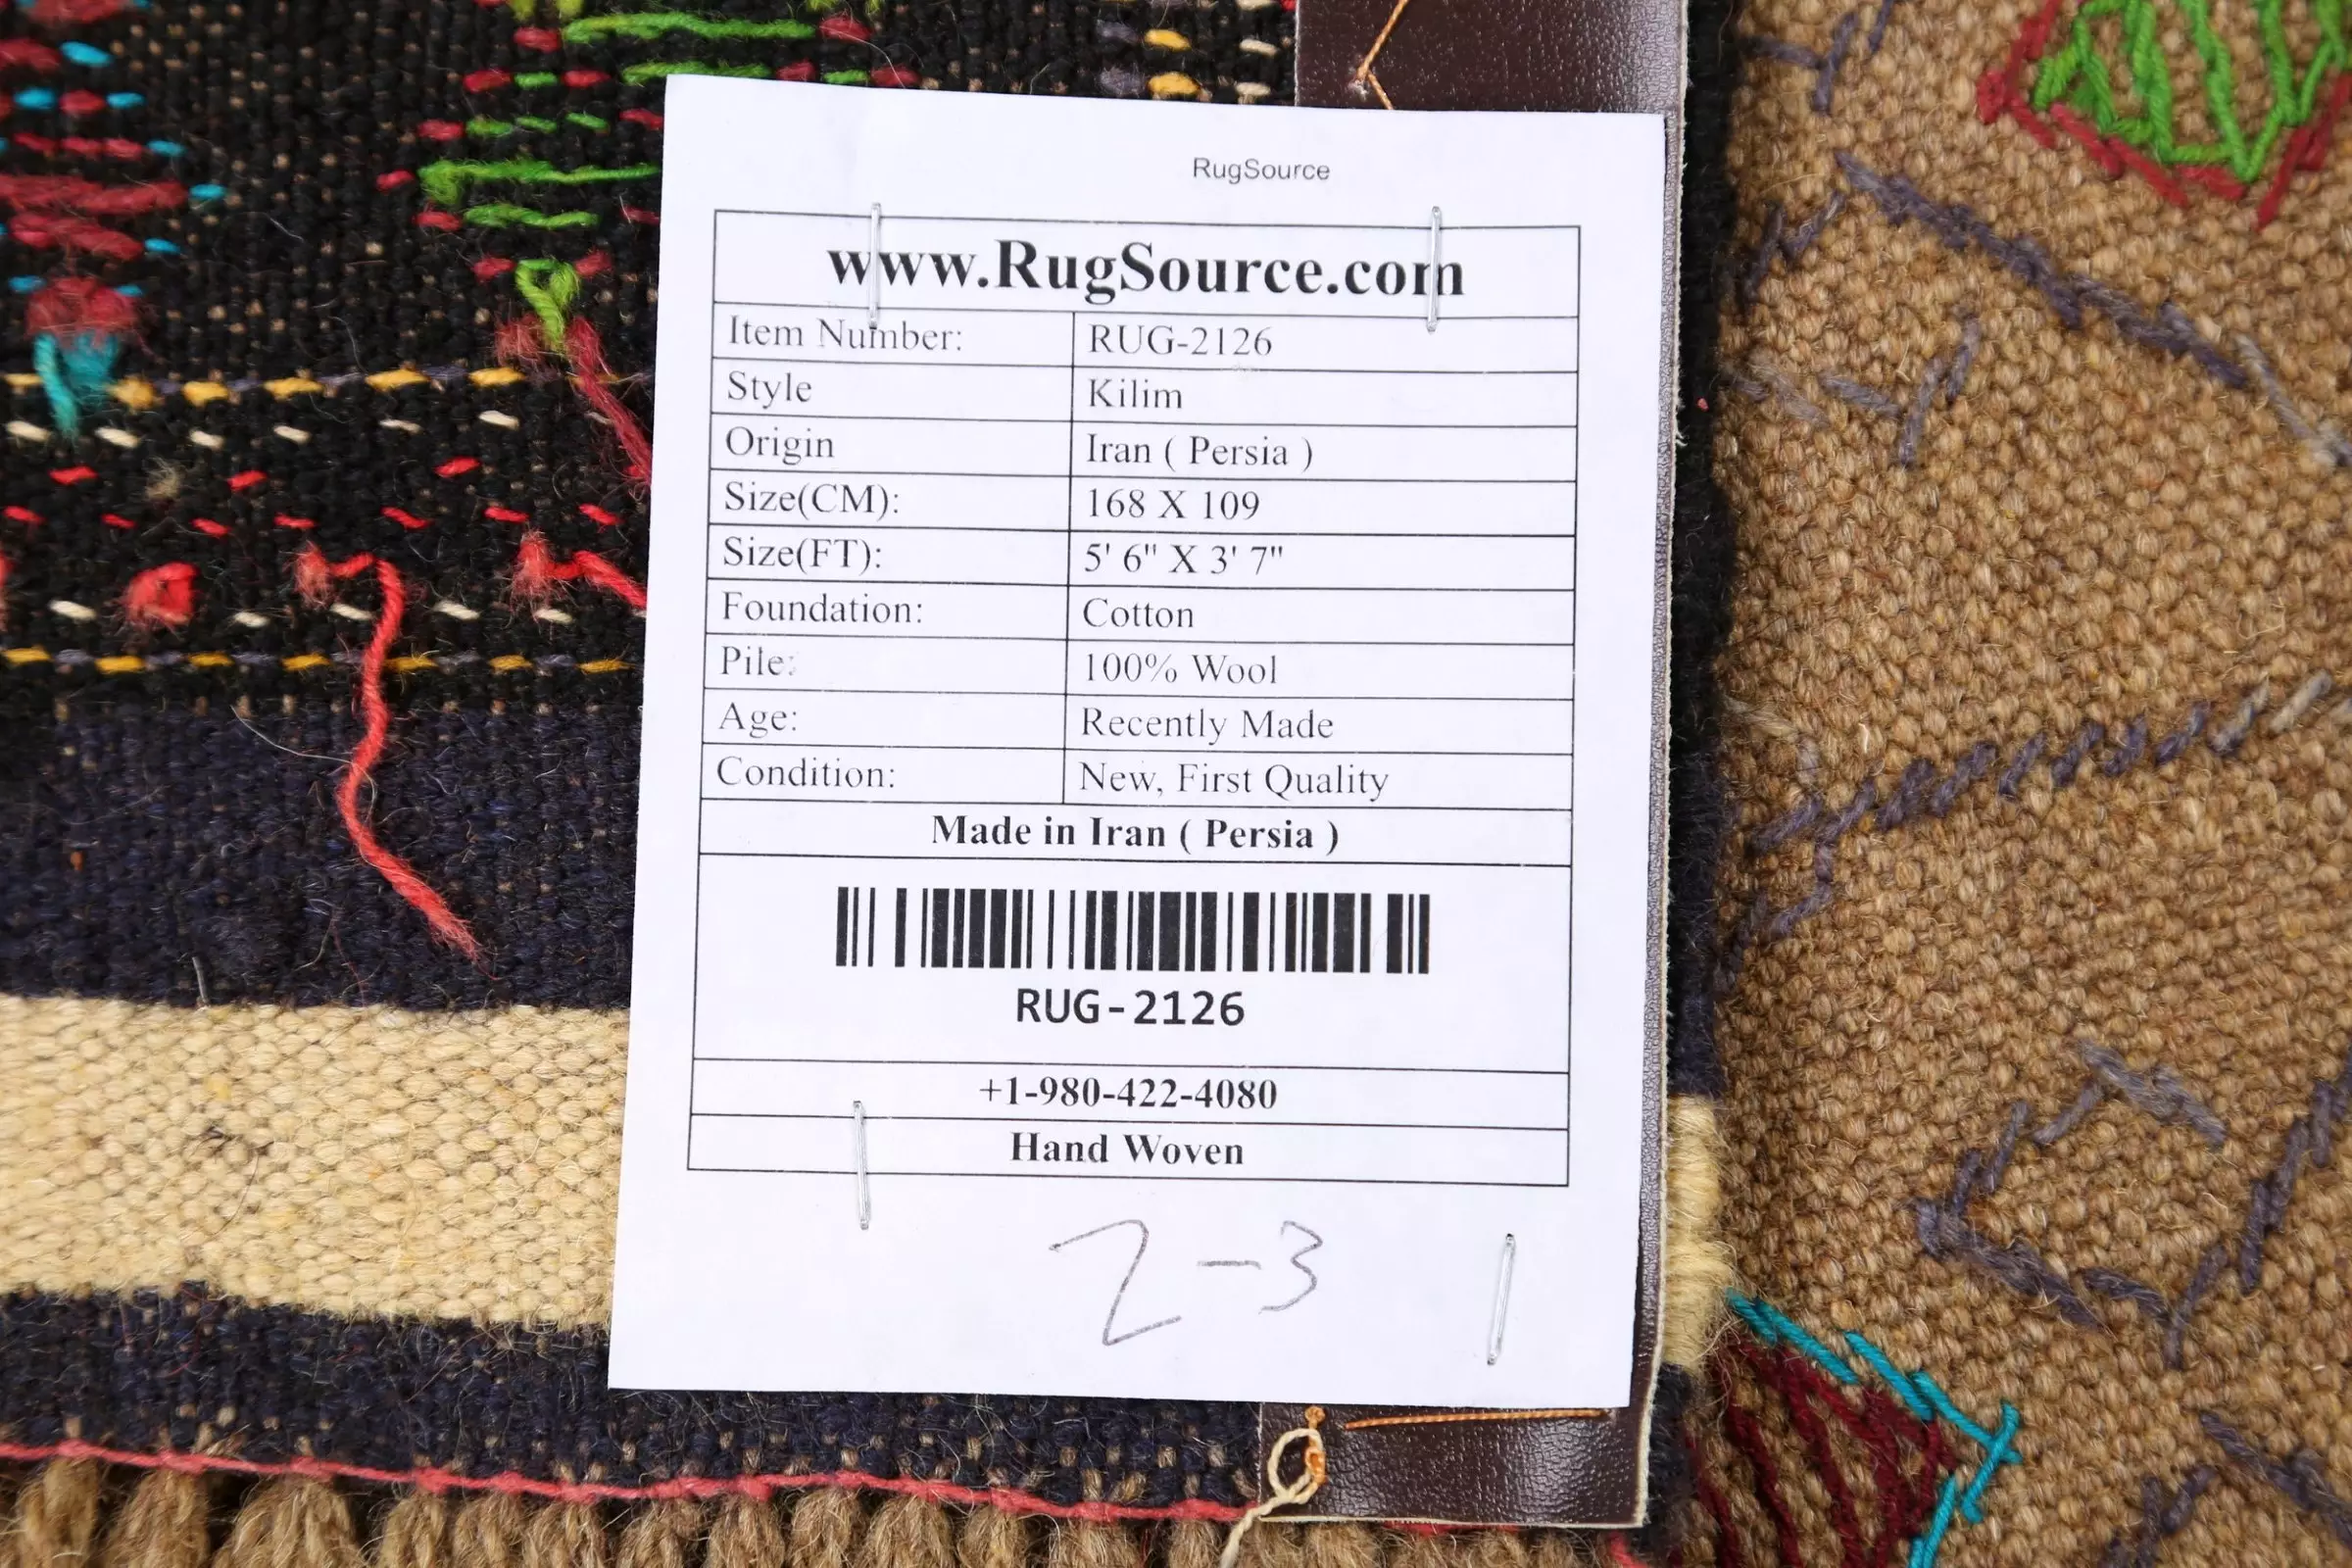 RugSource
www.RugSource.com
Item Number: RUG-2126
Style Kilim
Origin Iran ( Persia )
Size(CM): 168 X 109
Size(FT): 5' 6" X 3' 7"
Foundation: Cotton
Pile: 100% Wool
Age: Recently Made
Condition: New, First Quality
Made in Iran ( Persia )
RUG-2126
+1-980-422-4080
Hand Woven
2-3